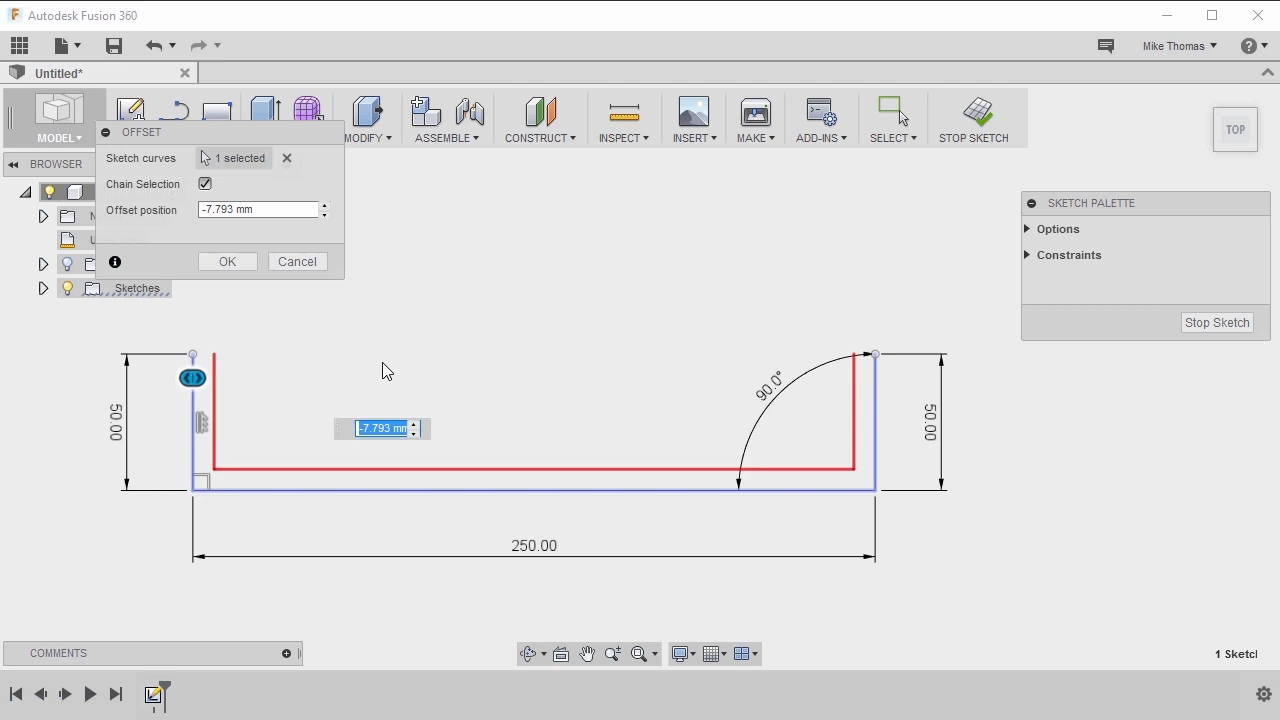 Autodesk Fusion 360
Mike Thomas
Untitled*
MODEL
MODIFY
ASSEMBLE
CONSTRUCT
INSPECT
INSERT
MAKE
ADD-INS
SELECT
STOP SKETCH
TOP
BROWSER
OFFSET
Sketch curves
1 selected
Chain Selection
Offset position
-7.793 mm
OK
Cancel
N
U
Sketches
SKETCH PALETTE
Options
Constraints
Stop Sketch
50.00
-7.793 mm
90.0°
50.00
250.00
COMMENTS